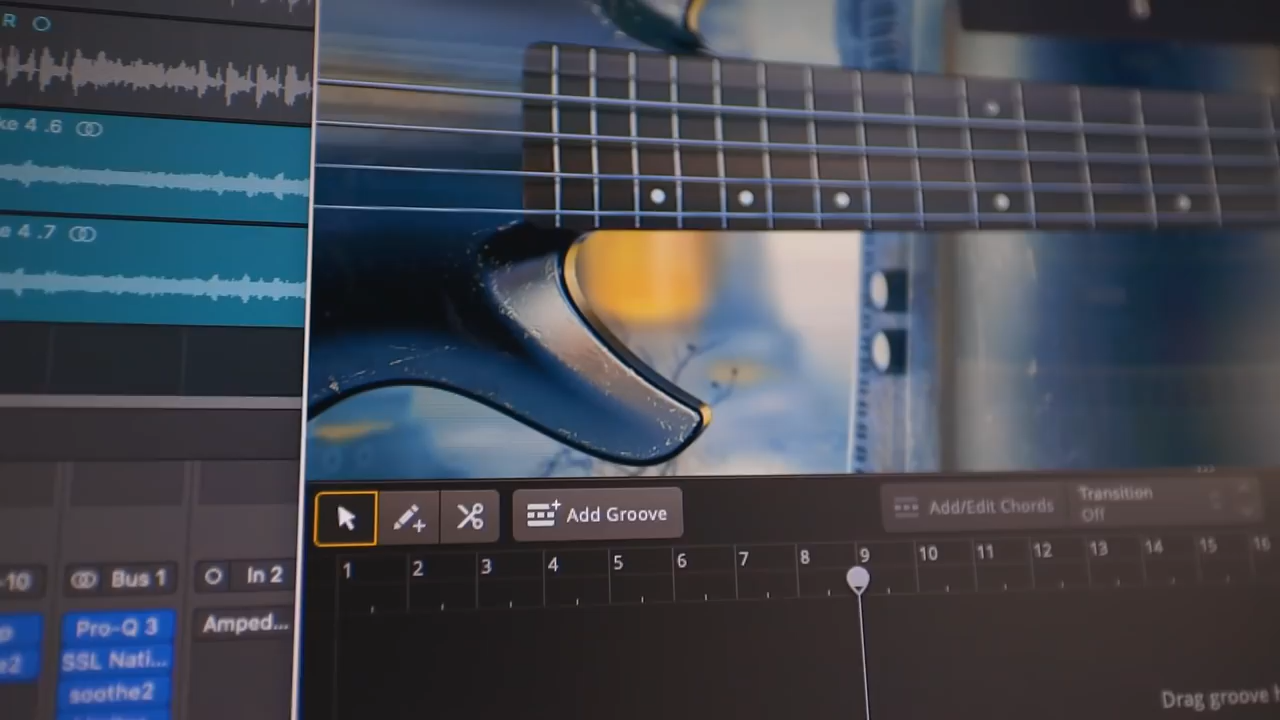 R
ke 4 .6
e 4 .7
Add Groove
Add/Edit Chords
Transition
Off
1 2 3 4 5 6 7 8 9 10 11 12 13 14 15 16
-10
Bus 1
In 2
Pro-Q 3
Amped...
e2
SSL Nati...
soothe2
Drag groove h